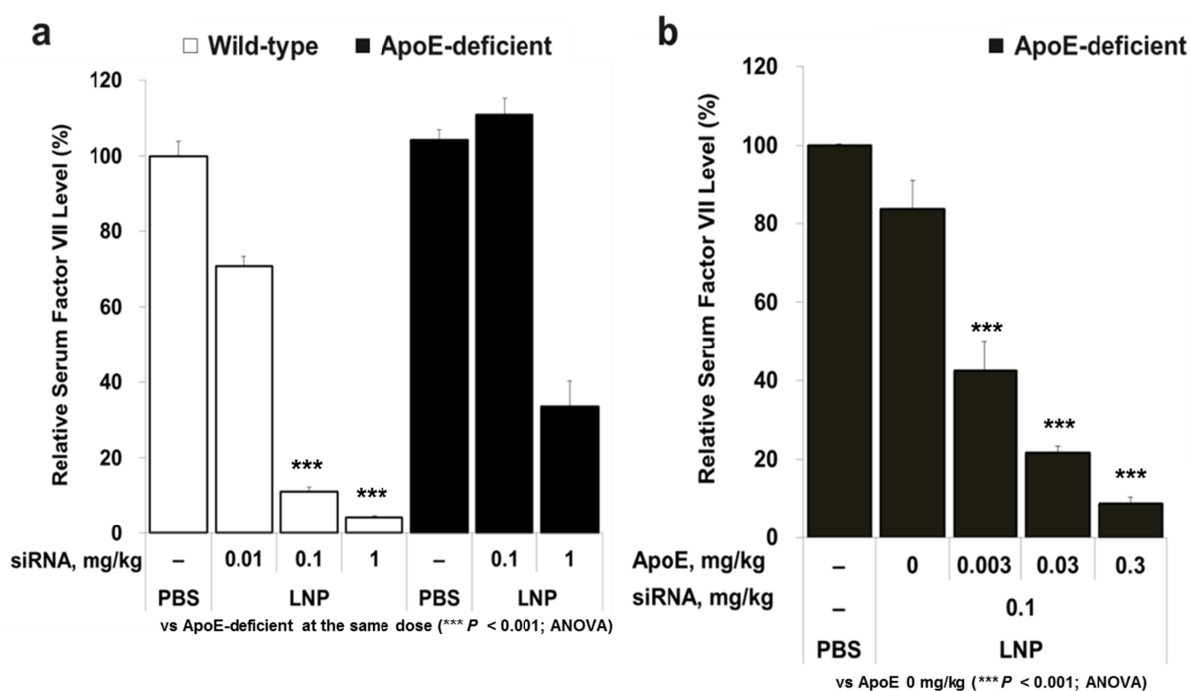 a
Wild-type ApoE-deficient
Relative Serum Factor VII Level (%)
120
100
80
60
40
20
0
*** ***
siRNA, mg/kg – 0.01 0.1 1 – 0.1 1
PBS LNP PBS LNP
vs ApoE-deficient at the same dose (*** P < 0.001; ANOVA)
b
ApoE-deficient
Relative Serum Factor VII Level (%)
120
100
80
60
40
20
0
***
***
***
ApoE, mg/kg – 0 0.003 0.03 0.3
siRNA, mg/kg – 0.1
PBS LNP
vs ApoE 0 mg/kg (*** P < 0.001; ANOVA)